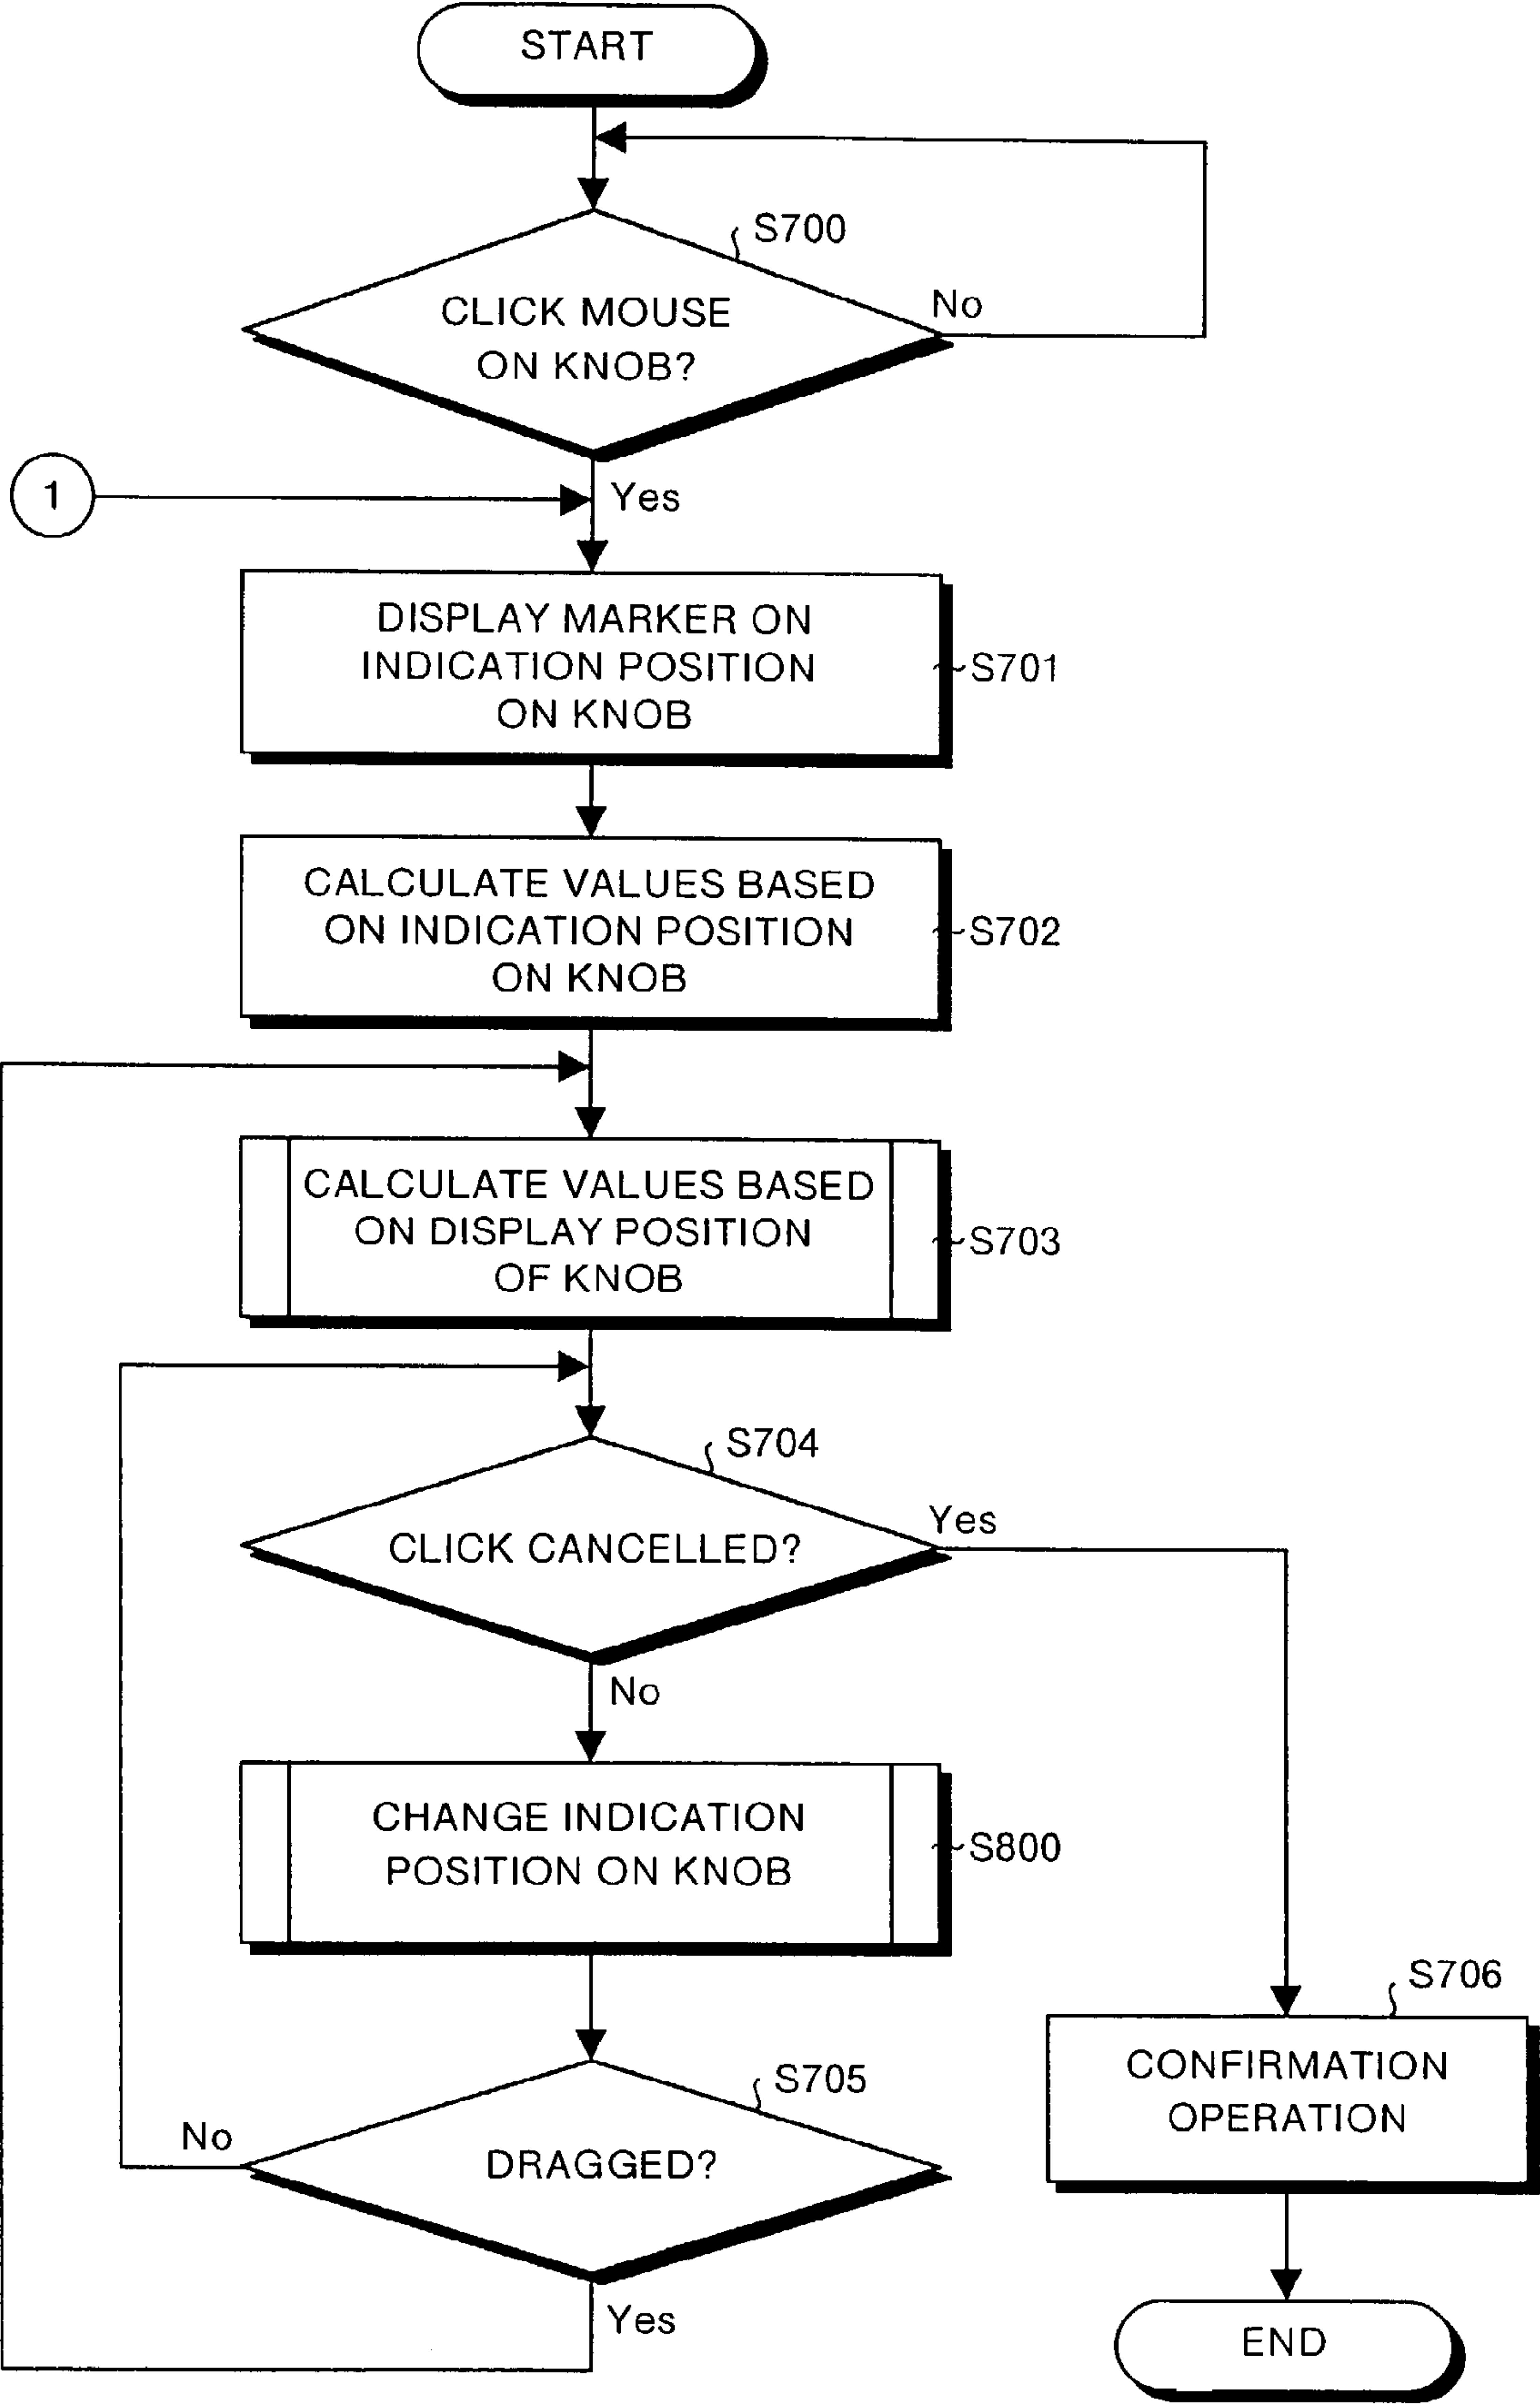 START
S700
CLICK MOUSE
ON KNOB?
No
1
Yes
DISPLAY MARKER ON
INDICATION POSITION
ON KNOB
S701
CALCULATE VALUES BASED
ON INDICATION POSITION
ON KNOB
S702
CALCULATE VALUES BASED
ON DISPLAY POSITION
OF KNOB
S703
S704
CLICK CANCELLED?
Yes
No
CHANGE INDICATION
POSITION ON KNOB
S800
S705
DRAGGED?
No
Yes
S706
CONFIRMATION
OPERATION
END